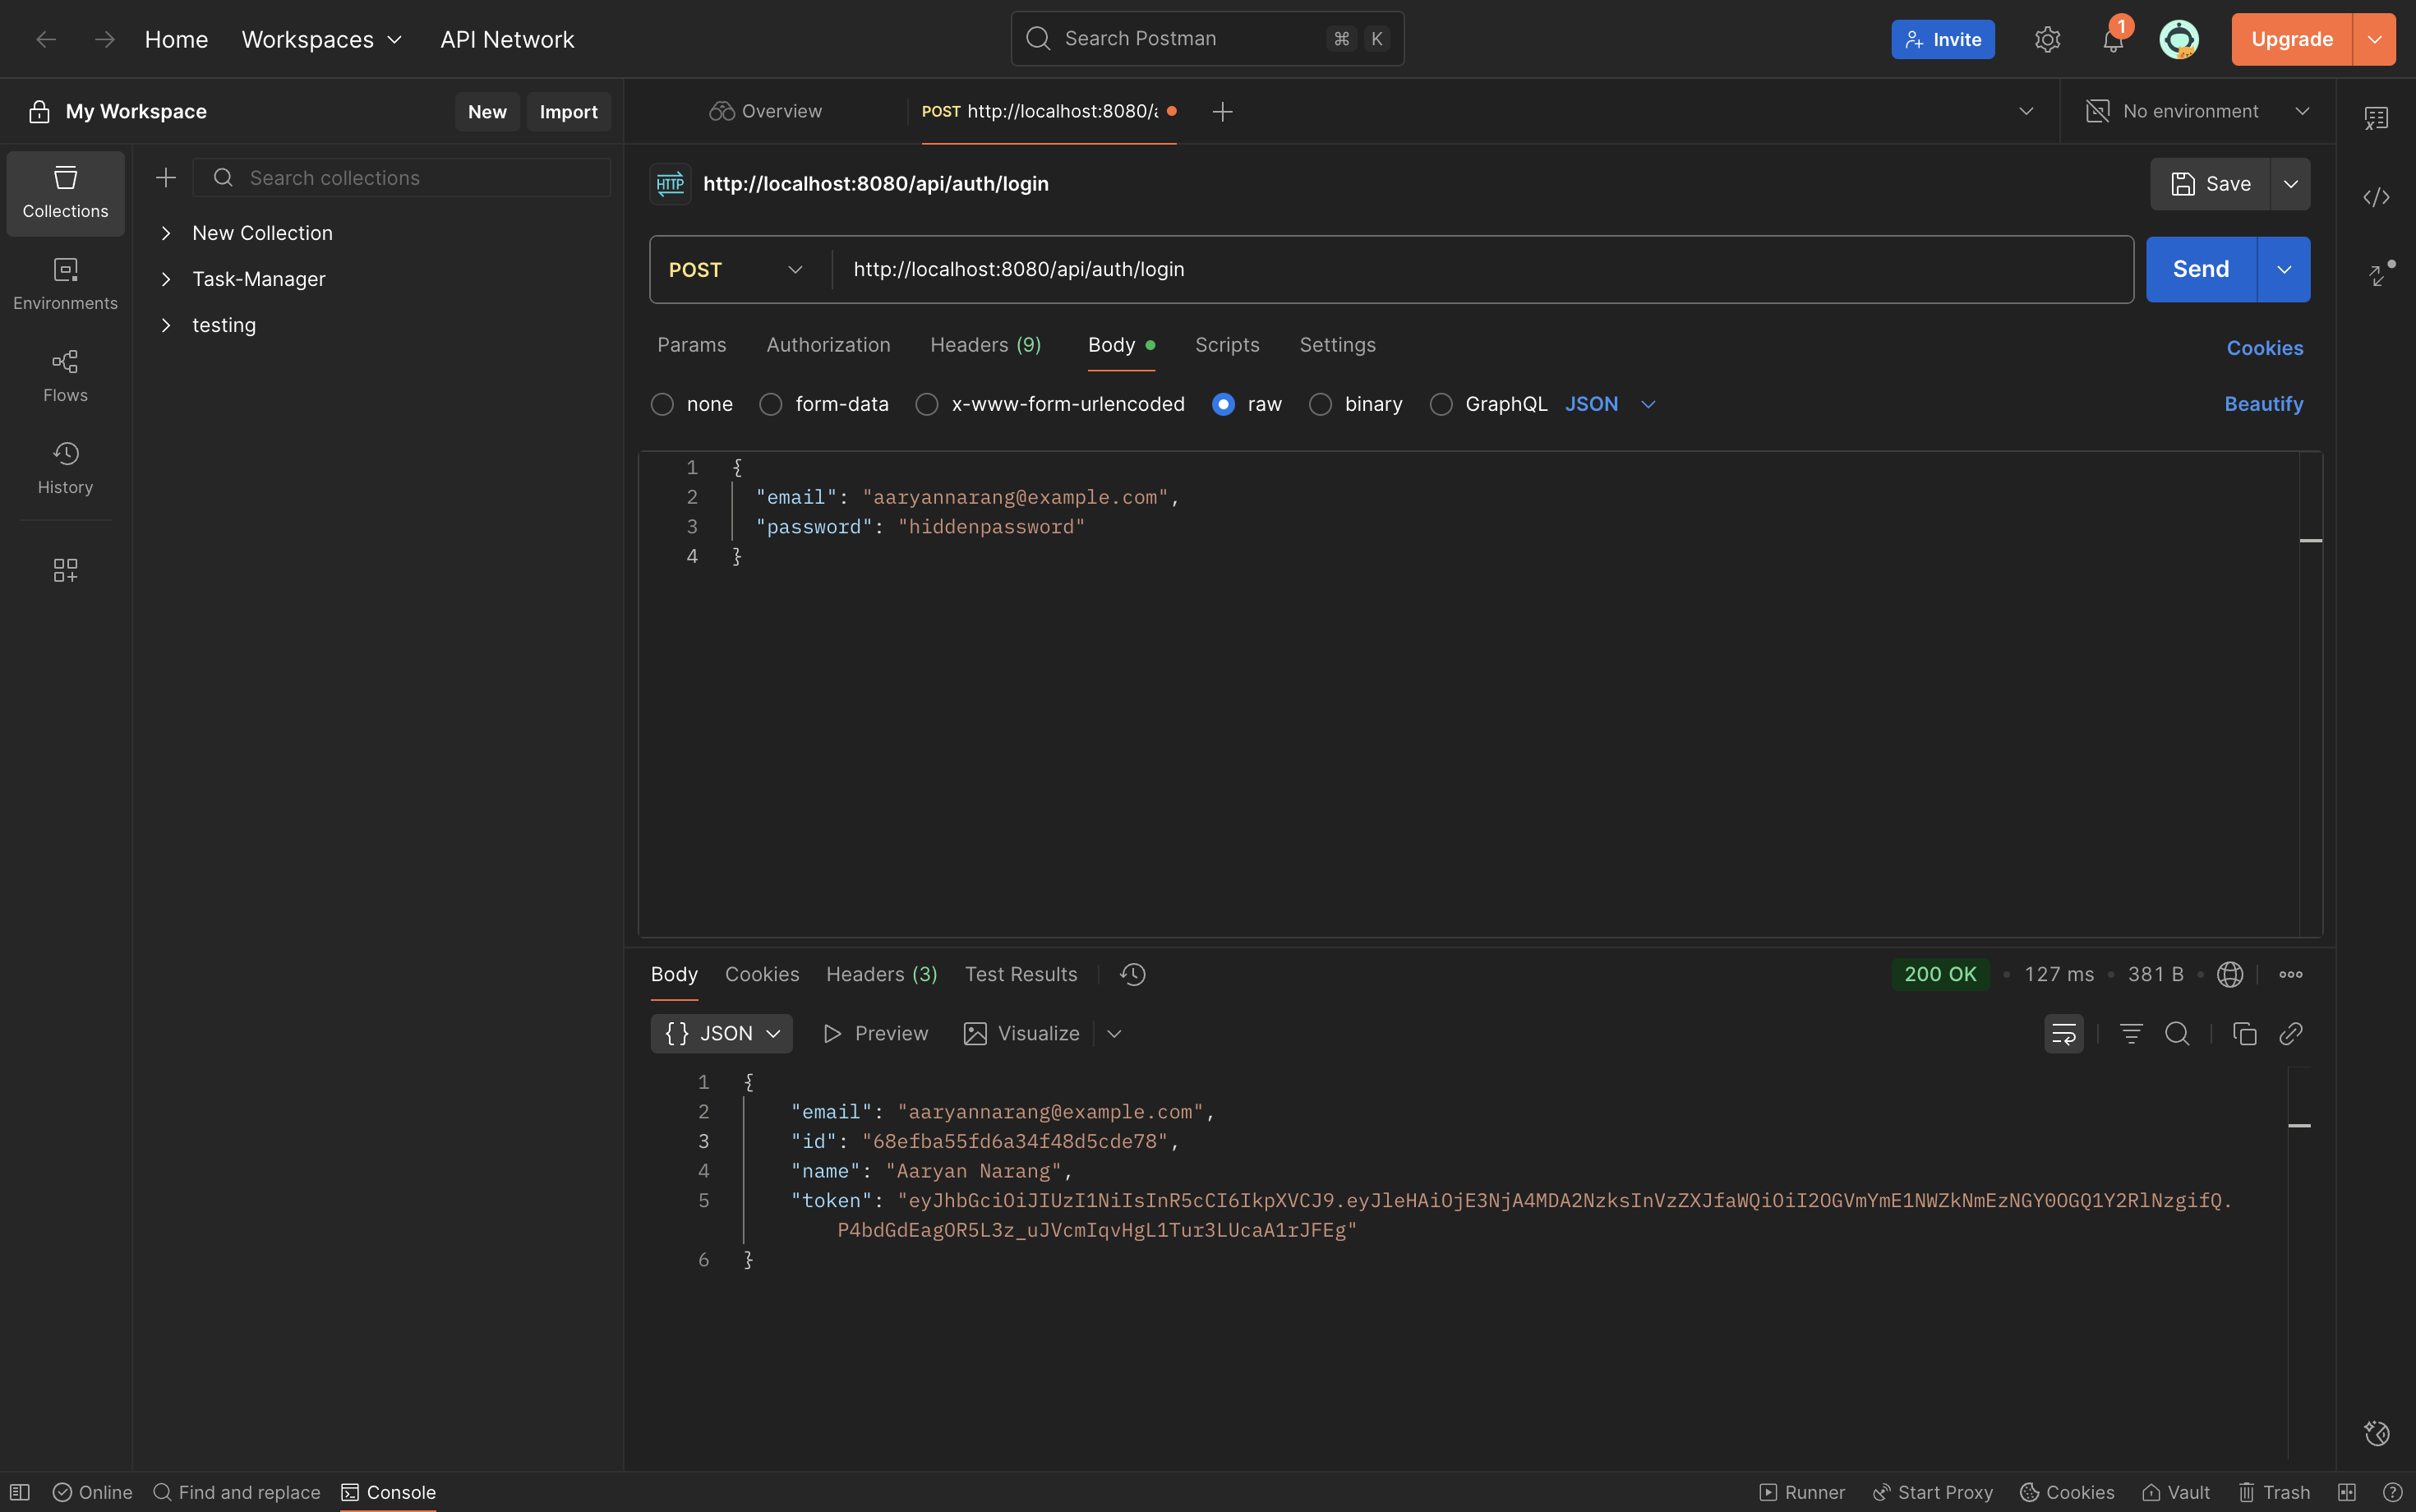 Home Workspaces API Network
Search Postman ⌘ K
Invite
1
Upgrade
My Workspace
New Import
Overview
POST http://localhost:8080/a
No environment
Collections
Environments
Flows
History
Search collections
New Collection
Task-Manager
testing
HTTP http://localhost:8080/api/auth/login
Save
POST http://localhost:8080/api/auth/login
Send
Params Authorization Headers (9) Body Scripts Settings
Cookies
none form-data x-www-form-urlencoded raw binary GraphQL JSON
Beautify
1 {
2 "email": "aaryannarang@example.com",
3 "password": "hiddenpassword"
4 }
Body Cookies Headers (3) Test Results
200 OK • 127 ms • 381 B
{} JSON Preview Visualize
1 {
2 "email": "aaryannarang@example.com",
3 "id": "68efba55fd6a34f48d5cde78",
4 "name": "Aaryan Narang",
5 "token": "eyJhbGciOiJIUzI1NiIsInR5cCI6IkpXVCJ9.eyJleHAiOjE3NjA4MDA2NzksInVzZXJfaWQiOiI2OGVmYmE1NWZkNmEzNGY0OGQ1Y2RlNzgifQ.
P4bdGdEagOR5L3z_uJVcmIqvHgL1Tur3LUcaA1rJFEg"
6 }
Online Find and replace Console
Runner Start Proxy Cookies Vault Trash